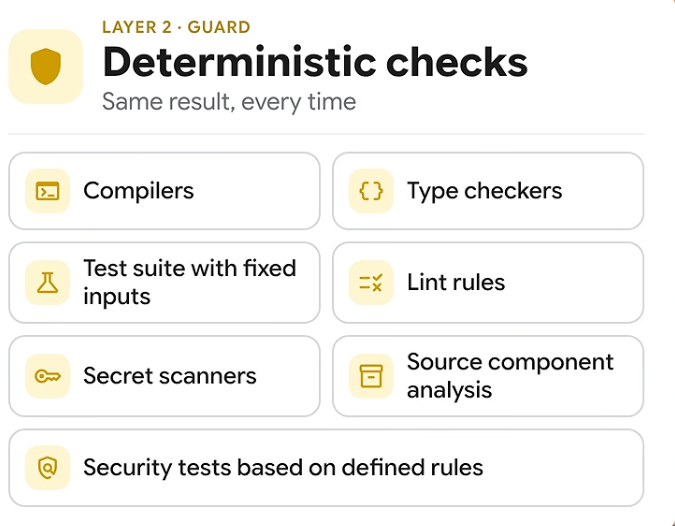 LAYER 2 · GUARD
Deterministic checks
Same result, every time
Compilers
Type checkers
Test suite with fixed
inputs
Lint rules
Secret scanners
Source component
analysis
Security tests based on defined rules